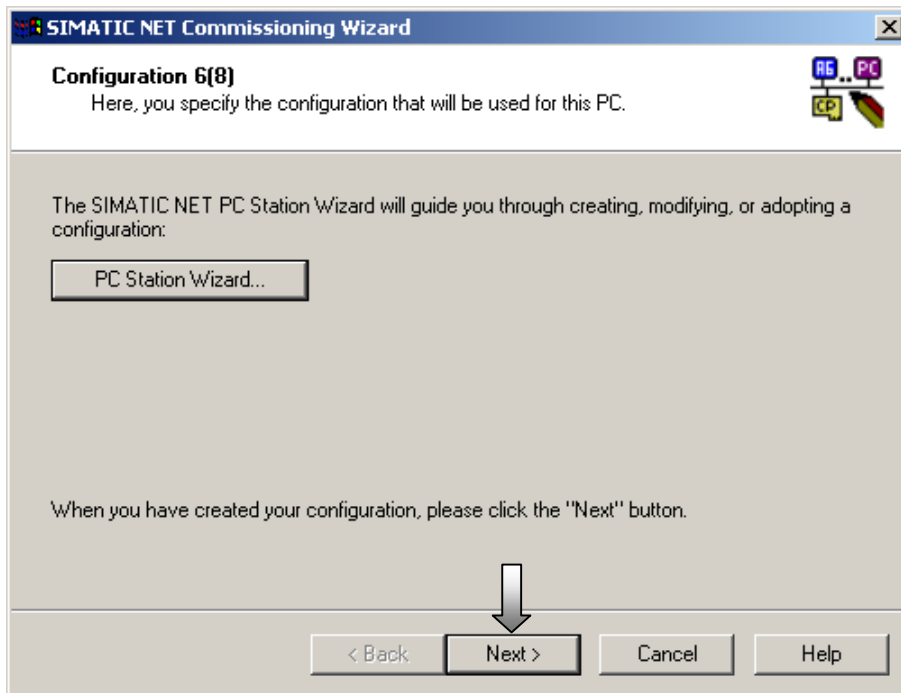 SIMATIC NET Commissioning Wizard
Configuration 6(8)
Here, you specify the configuration that will be used for this PC.
AG
PC
CP
The SIMATIC NET PC Station Wizard will guide you through creating, modifying, or adopting a
configuration:
PC Station Wizard...
When you have created your configuration, please click the "Next" button.
< Back
Next >
Cancel
Help